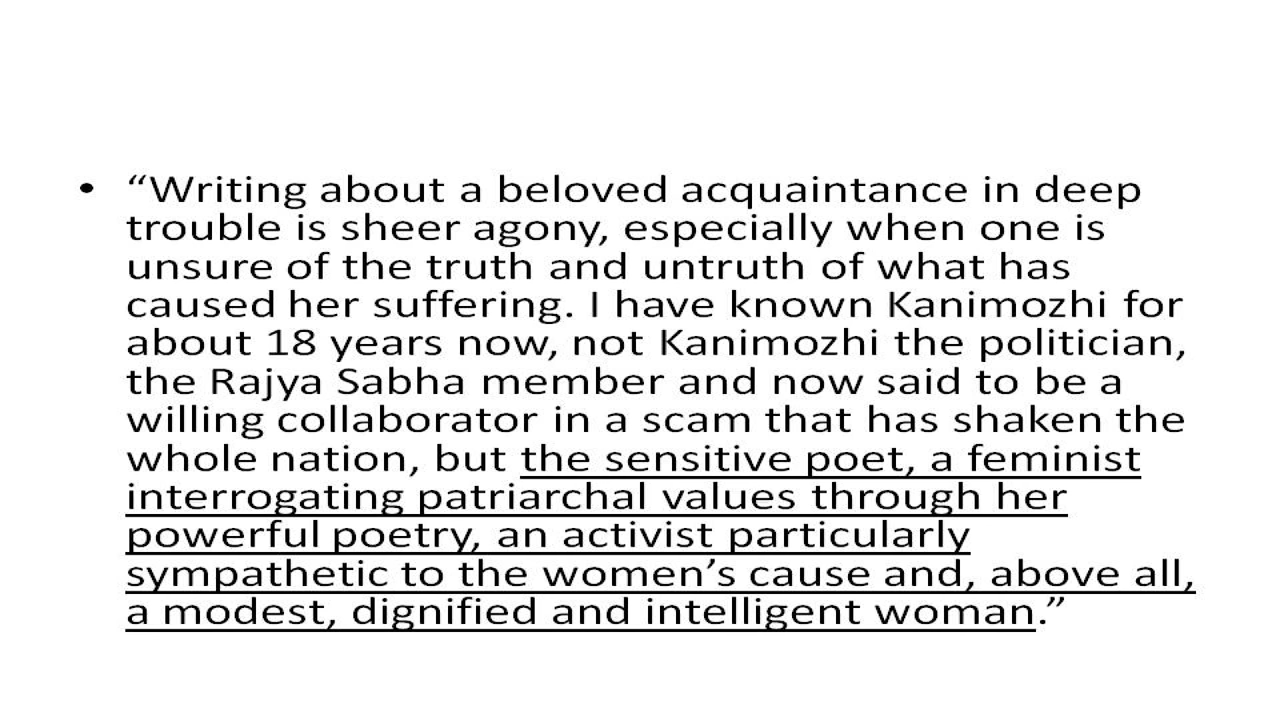 • “Writing about a beloved acquaintance in deep
trouble is sheer agony, especially when one is
unsure of the truth and untruth of what has
caused her suffering. I have known Kanimozhi for
about 18 years now, not Kanimozhi the politician,
the Rajya Sabha member and now said to be a
willing collaborator in a scam that has shaken the
whole nation, but the sensitive poet, a feminist
interrogating patriarchal values through her
powerful poetry, an activist particularly
sympathetic to the women’s cause and, above all,
a modest, dignified and intelligent woman.”